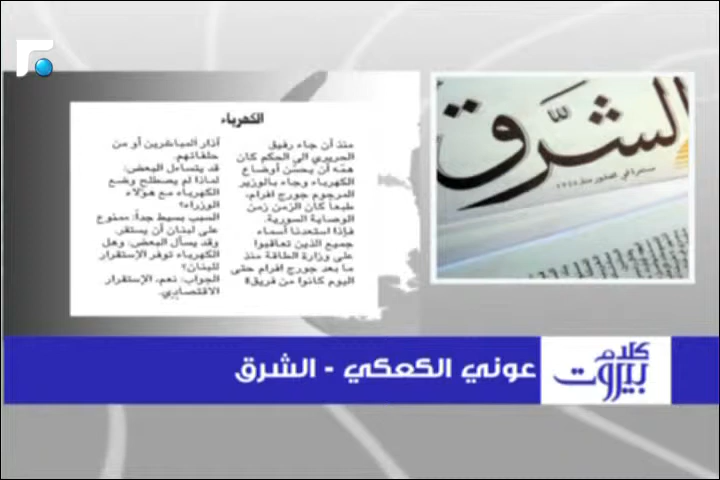 الكهرباء
منذ أن جاء رفيق
الحريري الى الحكم كان
همّه أن يحسّن أوضاع
الكهرباء وجاء بالوزير
المرحوم جورج افرام،
طبعاً كان الزمن زمن
الوصاية السورية.
فإذا استعدنا أسماء
جميع الذين تعاقبوا
على وزارة الطاقة منذ
ما بعد جورج افرام حتى
اليوم كانوا من فريق 8
آذار المباشرين أو من
حلفائهم.
قد يتساءل البعض:
لماذا لم يصطلح وضع
الكهرباء مع هؤلاء
الوزراء؟
السبب بسيط جداً: ممنوع
على لبنان أن يستقر.
وقد يسأل البعض: وهل
الكهرباء توفر الإستقرار
للبنان؟
الجواب: نعم، الإستقرار
الاقتصادي.
الشرق
كلام
بيروت
عوني الكعكي - الشرق